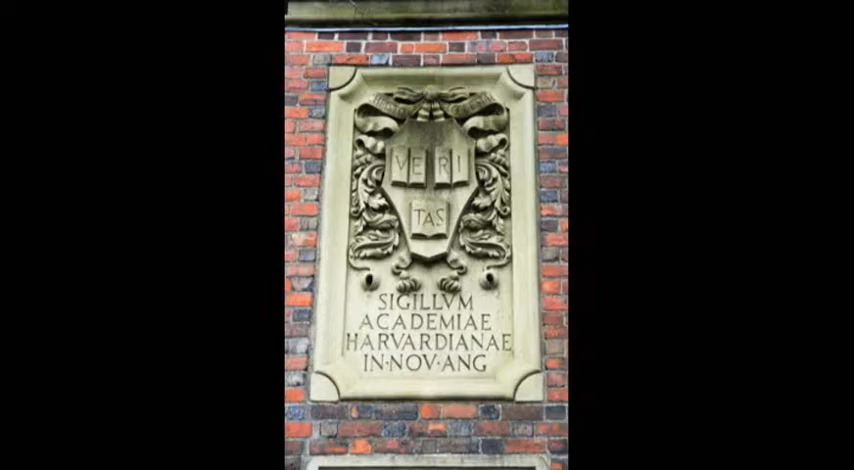 VE RI
TAS
SIGILLVM
ACADEMIAE
HARVARDIANAE
IN·NOV·ANG